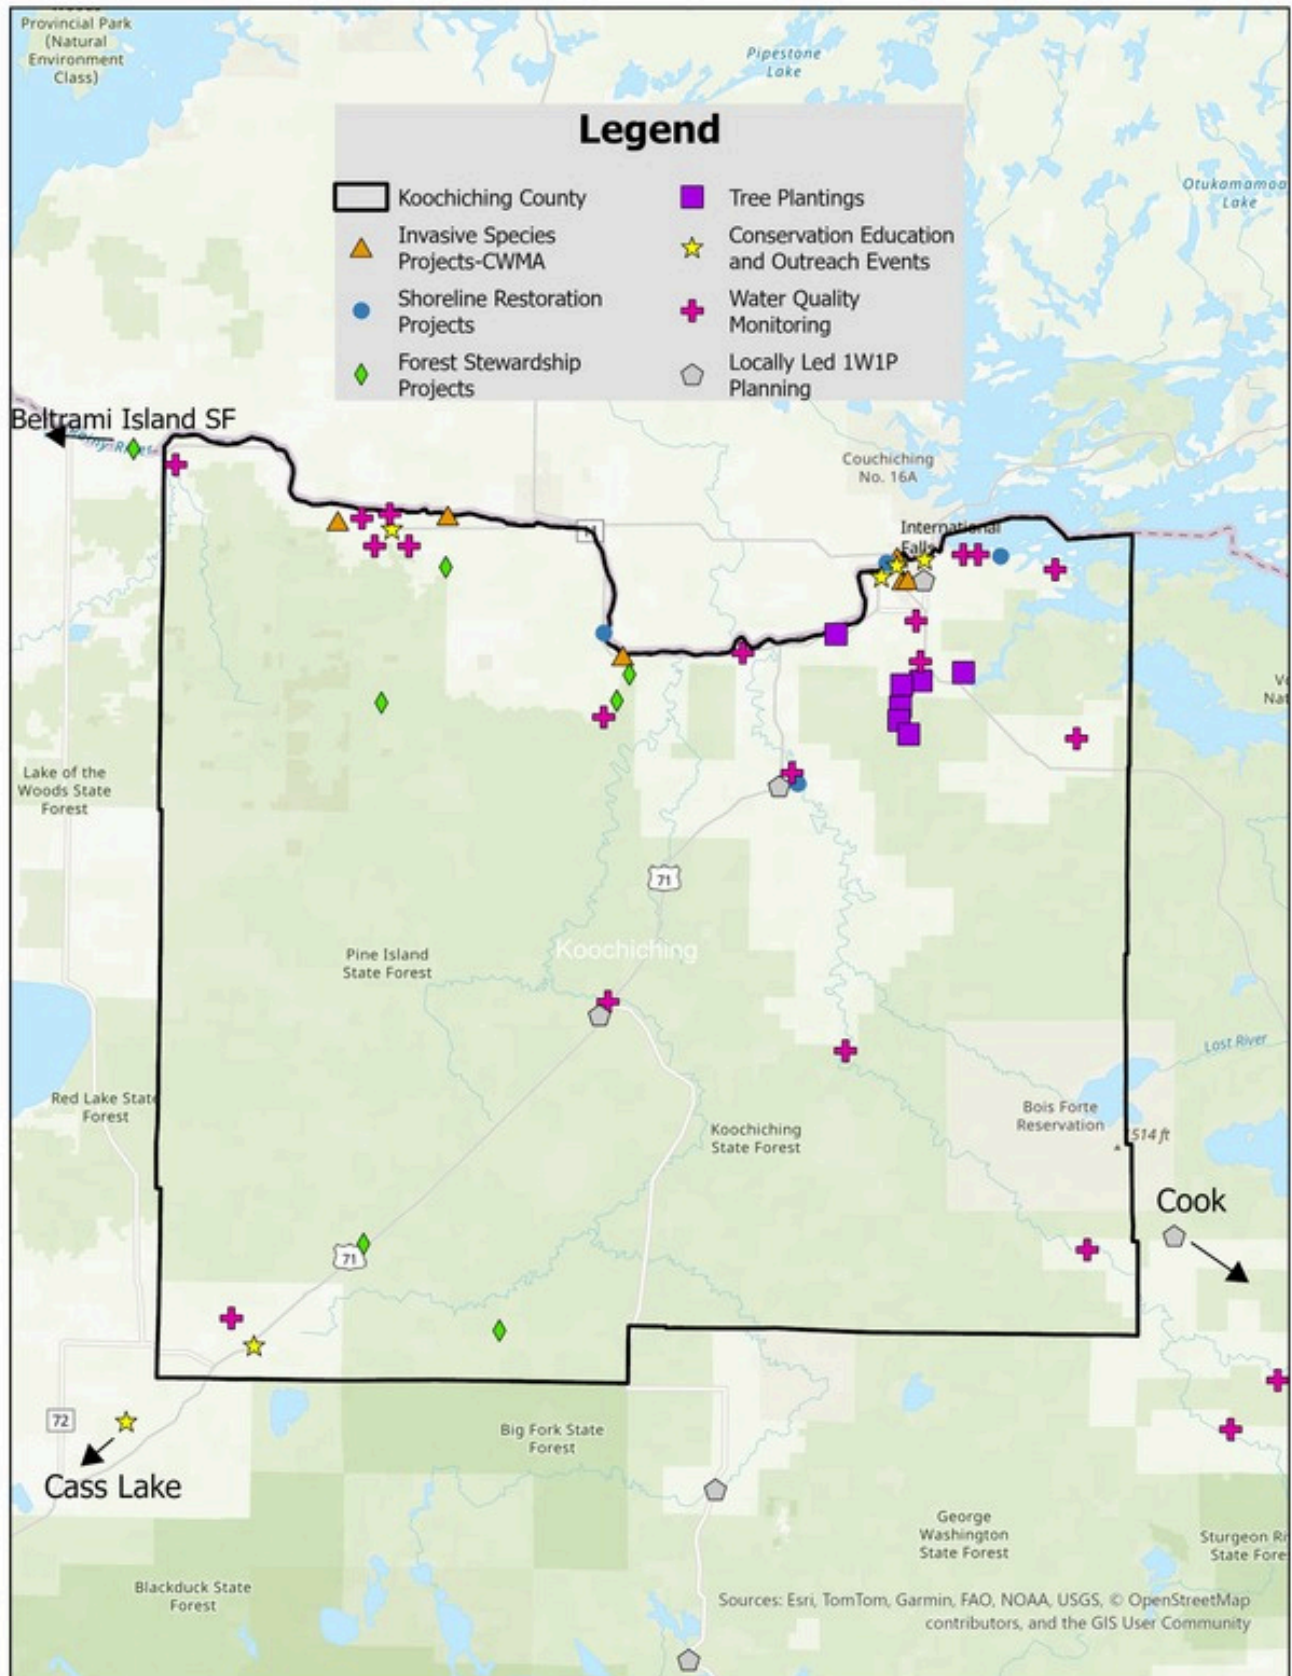 Provincial Park
(Natural
Environment
Class)
Pipestone
Lake
Otukamamoan
Lake
Legend
Koochiching County
Invasive Species
Projects-CWMA
Shoreline Restoration
Projects
Forest Stewardship
Projects
Tree Plantings
Conservation Education
and Outreach Events
Water Quality
Monitoring
Locally Led 1W1P
Planning
Beltrami Island SF
Couchiching
No. 16A
International
Falls
Lake of the
Woods State
Forest
71
Koochiching
Pine Island
State Forest
Lost River
Red Lake State
Forest
Bois Forte
Reservation
Koochiching
State Forest
1514 ft
Cook
71
72
Cass Lake
Big Fork State
Forest
George
Washington
State Forest
Sturgeon Ri
State Fore
Blackduck State
Forest
Sources: Esri, TomTom, Garmin, FAO, NOAA, USGS, © OpenStreetMap
contributors, and the GIS User Community